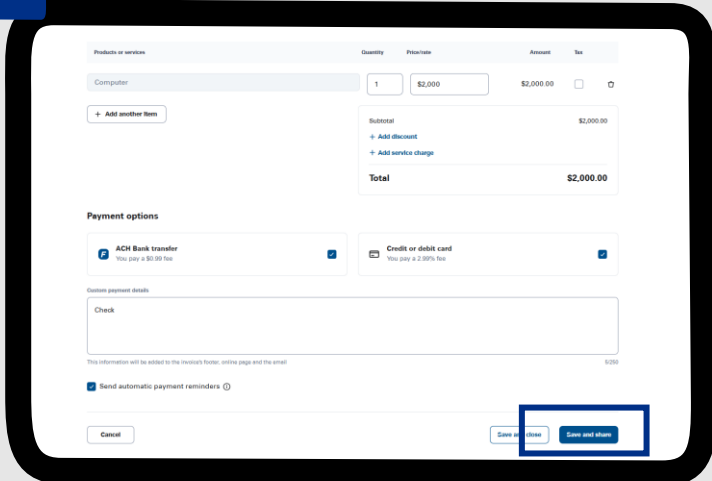 Products or services Quantity Price/rate Amount Tax
Computer 1 $2,000 $2,000.00
+ Add another item
Subtotal $2,000.00
+ Add discount
+ Add service charge
Total $2,000.00
Payment options
ACH Bank transfer
You pay a $0.99 fee
Credit or debit card
You pay a 2.99% fee
Custom payment details
Check
This information will be added to the invoice's footer, online page and the email 5/250
Send automatic payment reminders
Cancel Save and close Save and share